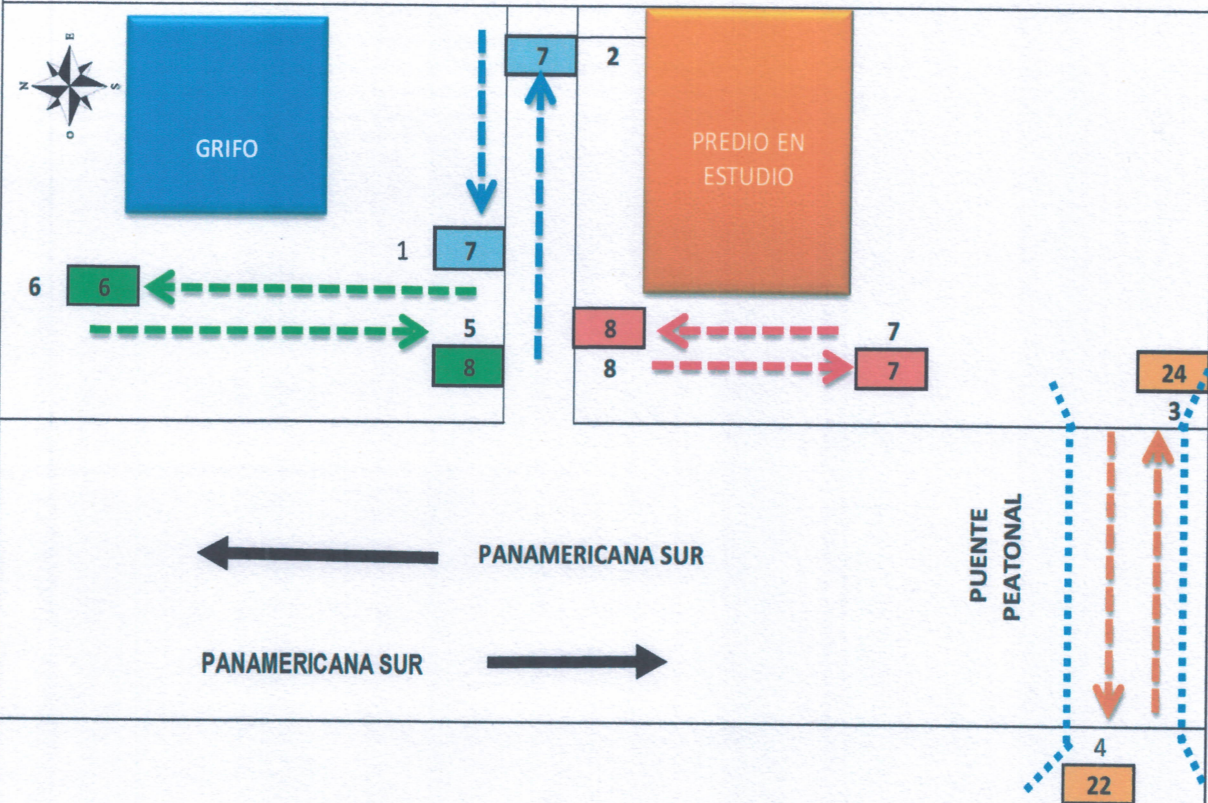 E
N
S
O
GRIFO
7
2
PREDIO EN
ESTUDIO
1
7
6
6
5
8
8
8
7
7
24
3
PANAMERICANA SUR
PUENTE
PEATONAL
PANAMERICANA SUR
4
22